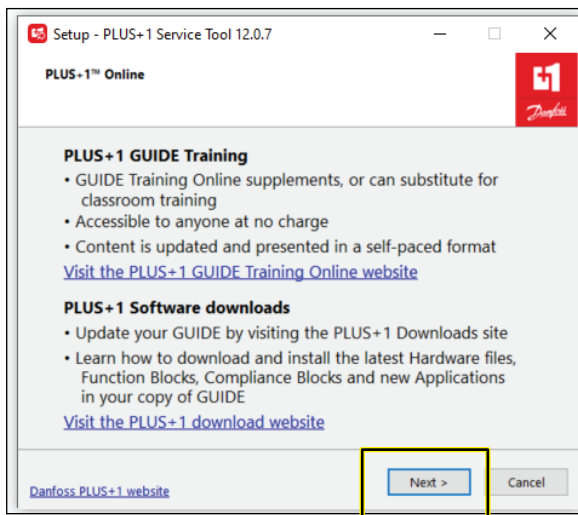 Setup - PLUS+1 Service Tool 12.0.7
PLUS+1™ Online
Danfoss
PLUS+1 GUIDE Training
• GUIDE Training Online supplements, or can substitute for
classroom training
• Accessible to anyone at no charge
• Content is updated and presented in a self-paced format
Visit the PLUS+1 GUIDE Training Online website
PLUS+1 Software downloads
• Update your GUIDE by visiting the PLUS+1 Downloads site
• Learn how to download and install the latest Hardware files,
Function Blocks, Compliance Blocks and new Applications
in your copy of GUIDE
Visit the PLUS+1 download website
Danfoss PLUS+1 website
Next >
Cancel